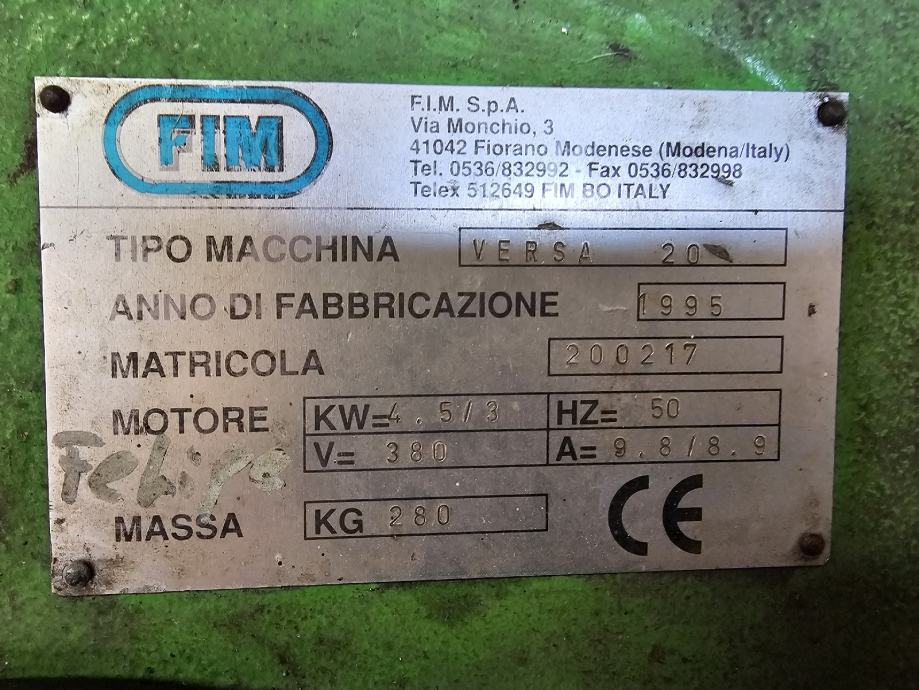 FIM
F.I.M. S.p.A.
Via Monchio, 3
41042 Fiorano Modenese (Modena/Italy)
Tel. 0536/832992 - Fax 0536/832998
Telex 512649 FIM BO ITALY
TIPO MACCHINA VERSA 20
ANNO DI FABBRICAZIONE 1995
MATRICOLA 200217
MOTORE KW=4.5/3 HZ= 50
V= 380 A= 9.8/8.9
Felipe
MASSA KG 280 CE